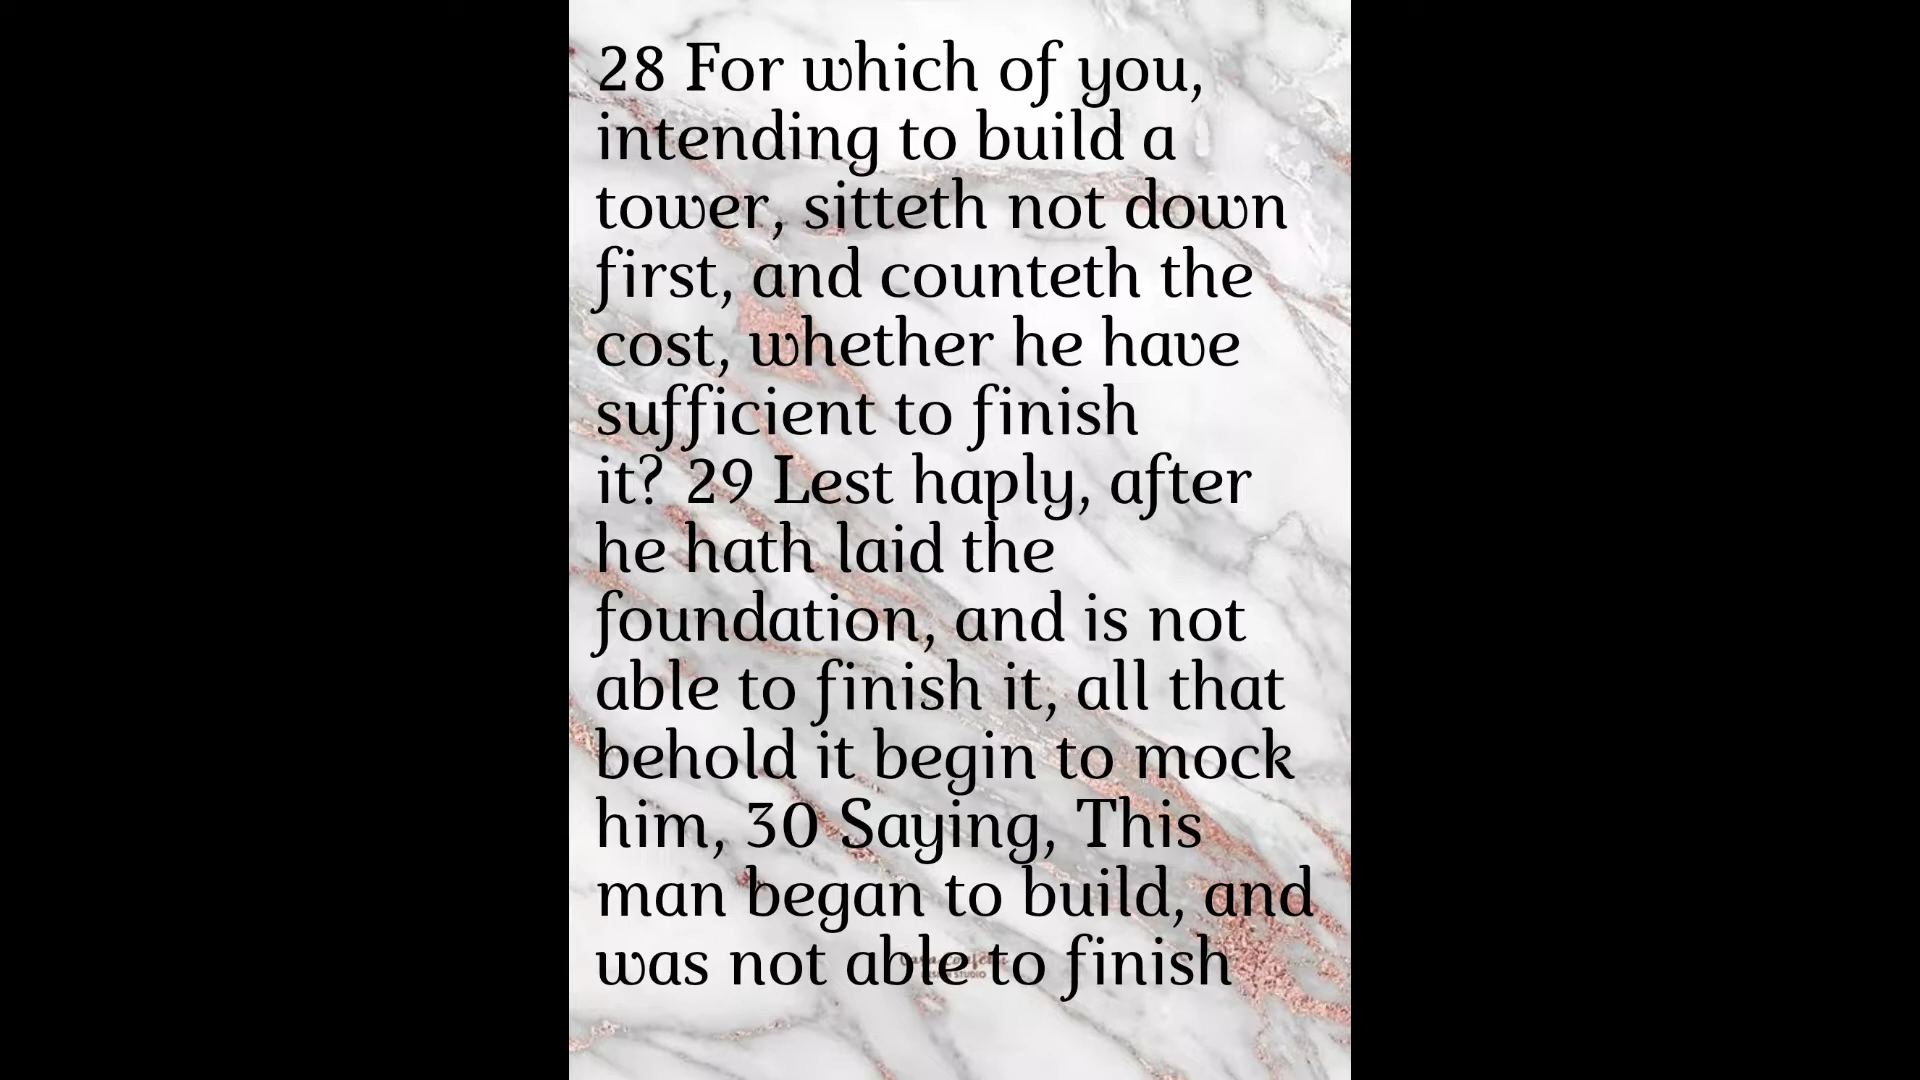 28 For which of you,
intending to build a
tower, sitteth not down
first, and counteth the
cost, whether he have
sufficient to finish
it? 29 Lest haply, after
he hath laid the
foundation, and is not
able to finish it, all that
behold it begin to mock
him, 30 Saying, This
man began to build, and
was not able to finish
STUDIO